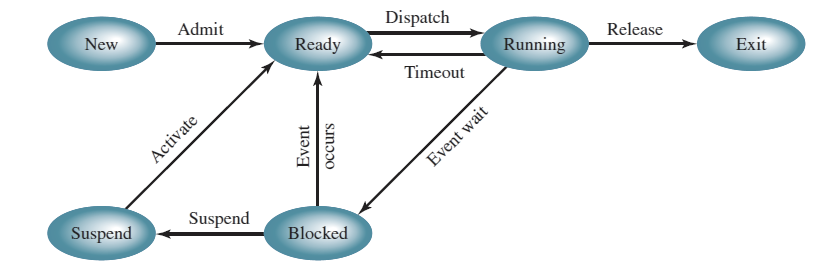 Dispatch
Admit
Release
New
Ready
Running
Exit
Timeout
Activate
Event
occurs
Event wait
Suspend
Suspend
Blocked